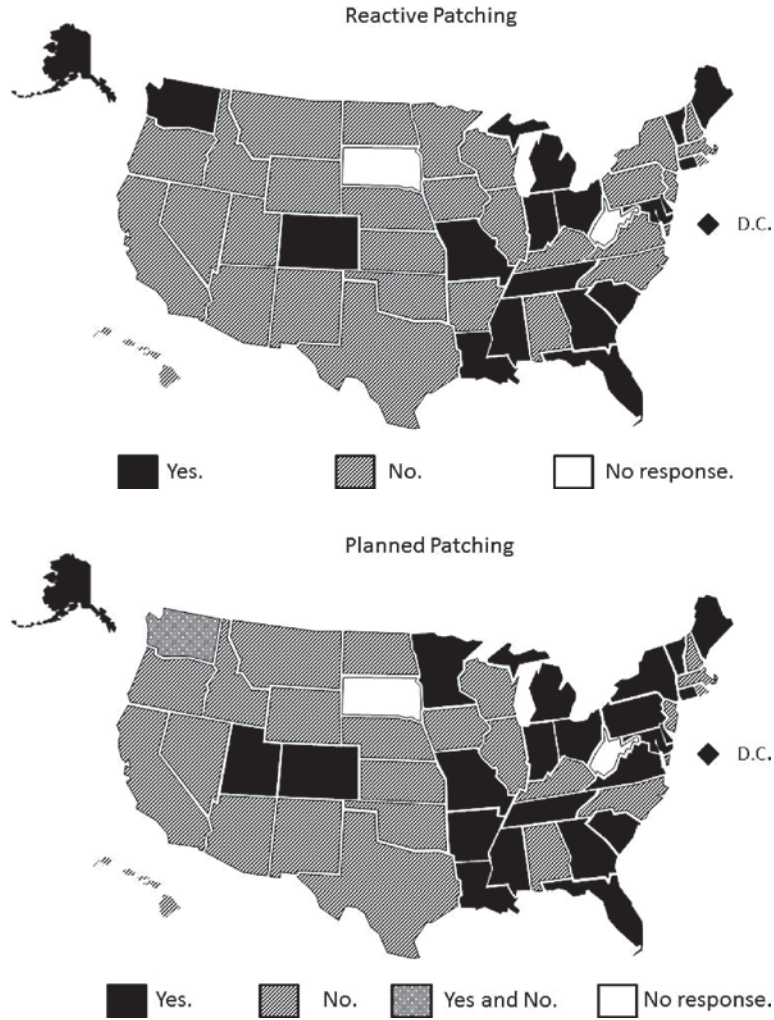 Reactive Patching
D.C.
Yes. No. No response.
Planned Patching
D.C.
Yes. No. Yes and No. No response.